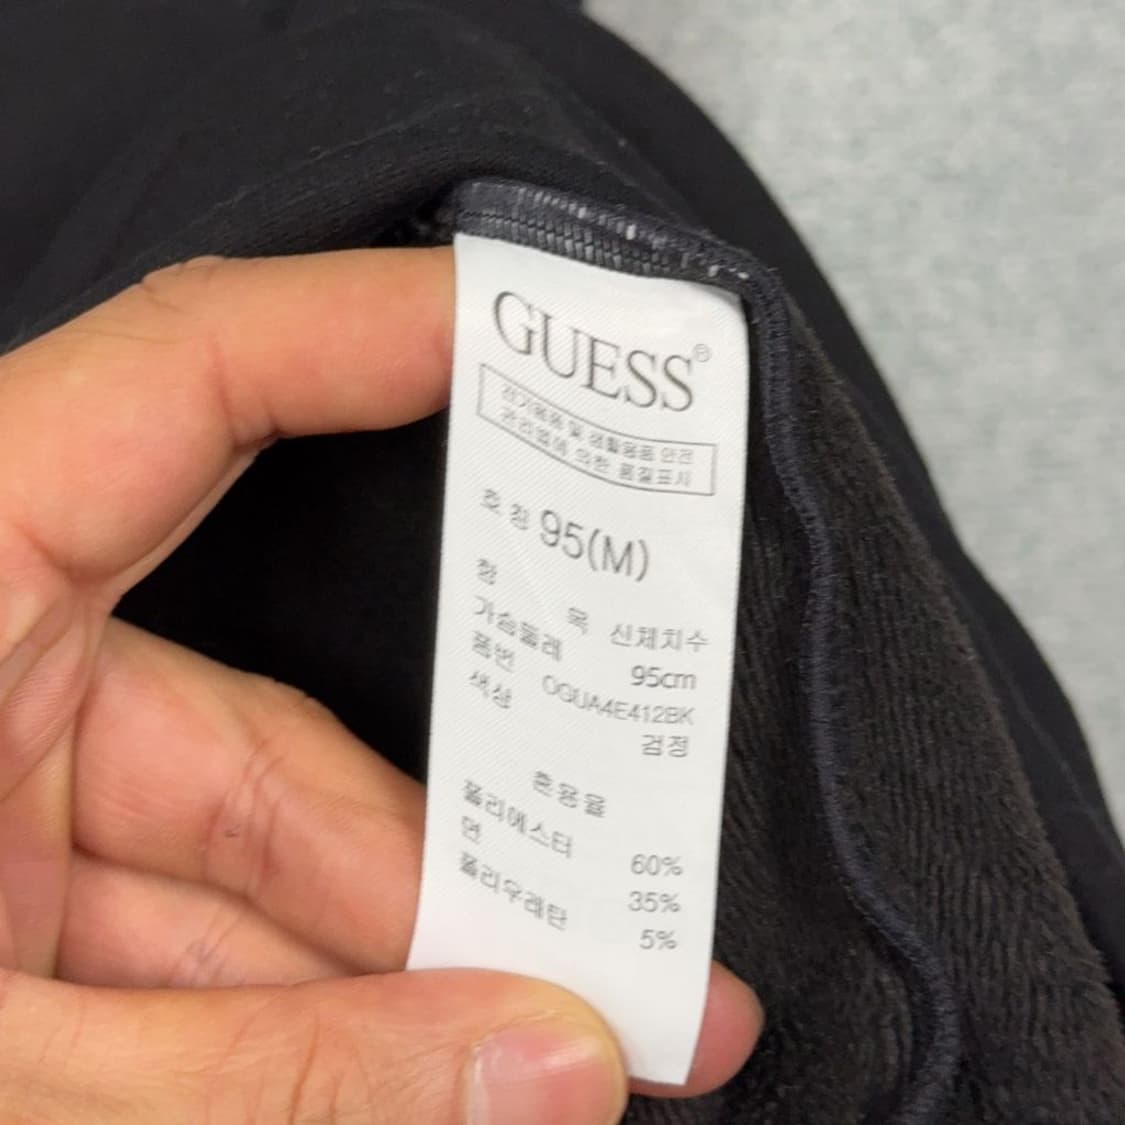 GUESS®
전기용품 및 생활용품 안전
관리법에 의한 품질표시
호 칭 95(M)
항 목 신체치수
가슴둘레 95cm
품번 OGUA4E412BK
색상 검정
혼용율
폴리에스터 60%
면 35%
폴리우레탄 5%